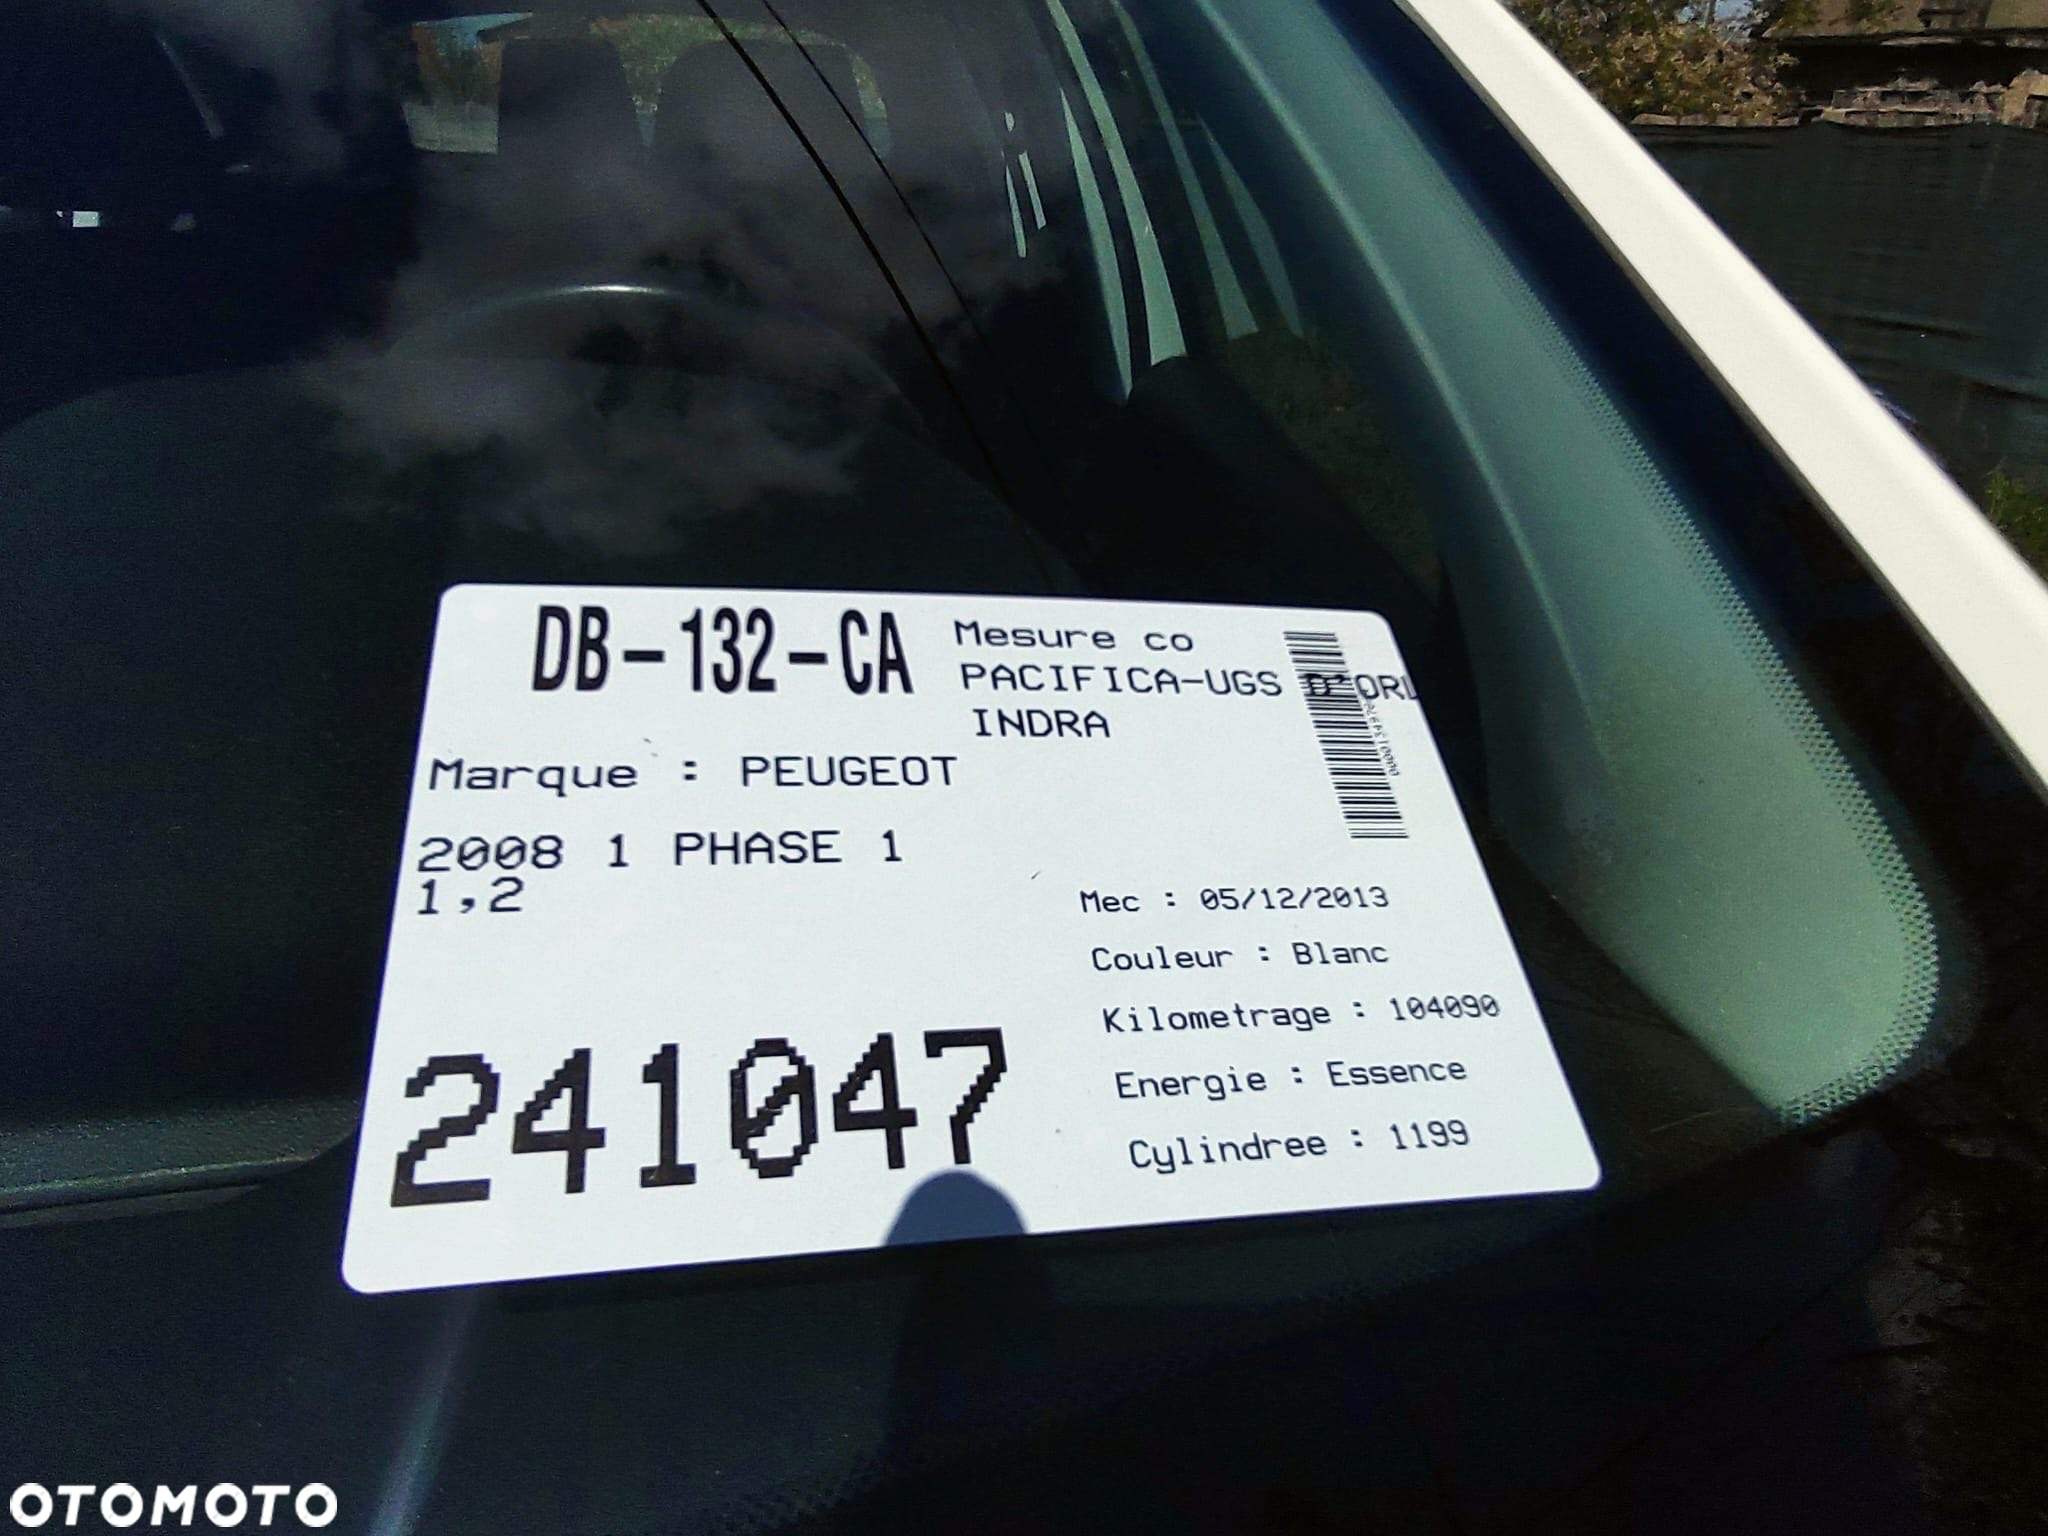 DB-132-CA
Mesure co
PACIFICA-UGS D'ORL
INDRA
Marque : PEUGEOT
2008 1 PHASE 1
1,2
Mec : 05/12/2013
Couleur : Blanc
Kilometrage : 104090
Energie : Essence
Cylindree : 1199
241047
OTOMOTO